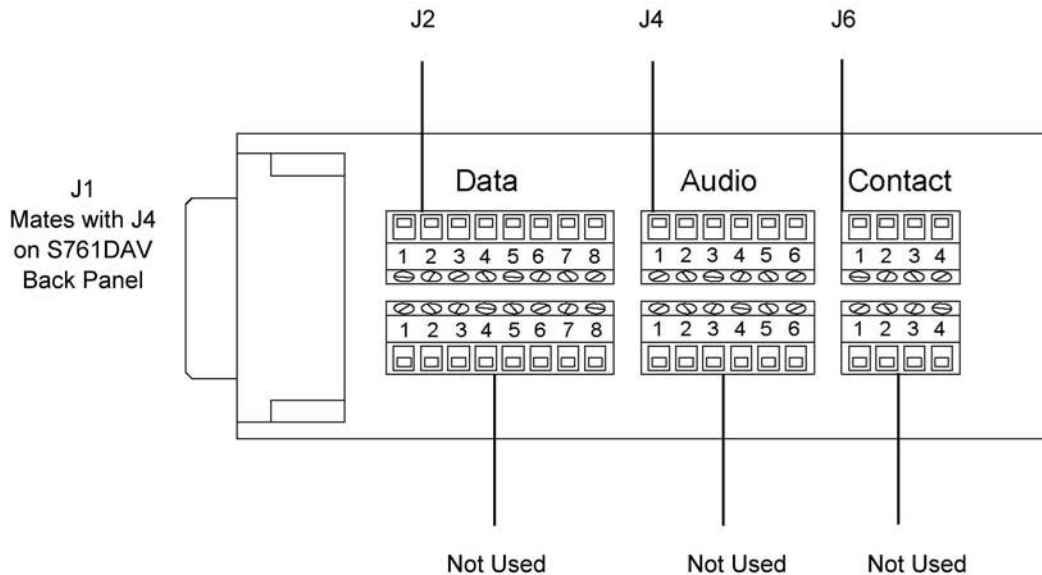 J2 J4 J6
J1
Mates with J4
on S761DAV
Back Panel
Data Audio Contact
1 2 3 4 5 6 7 8 1 2 3 4 5 6 1 2 3 4
1 2 3 4 5 6 7 8 1 2 3 4 5 6 1 2 3 4
Not Used Not Used Not Used